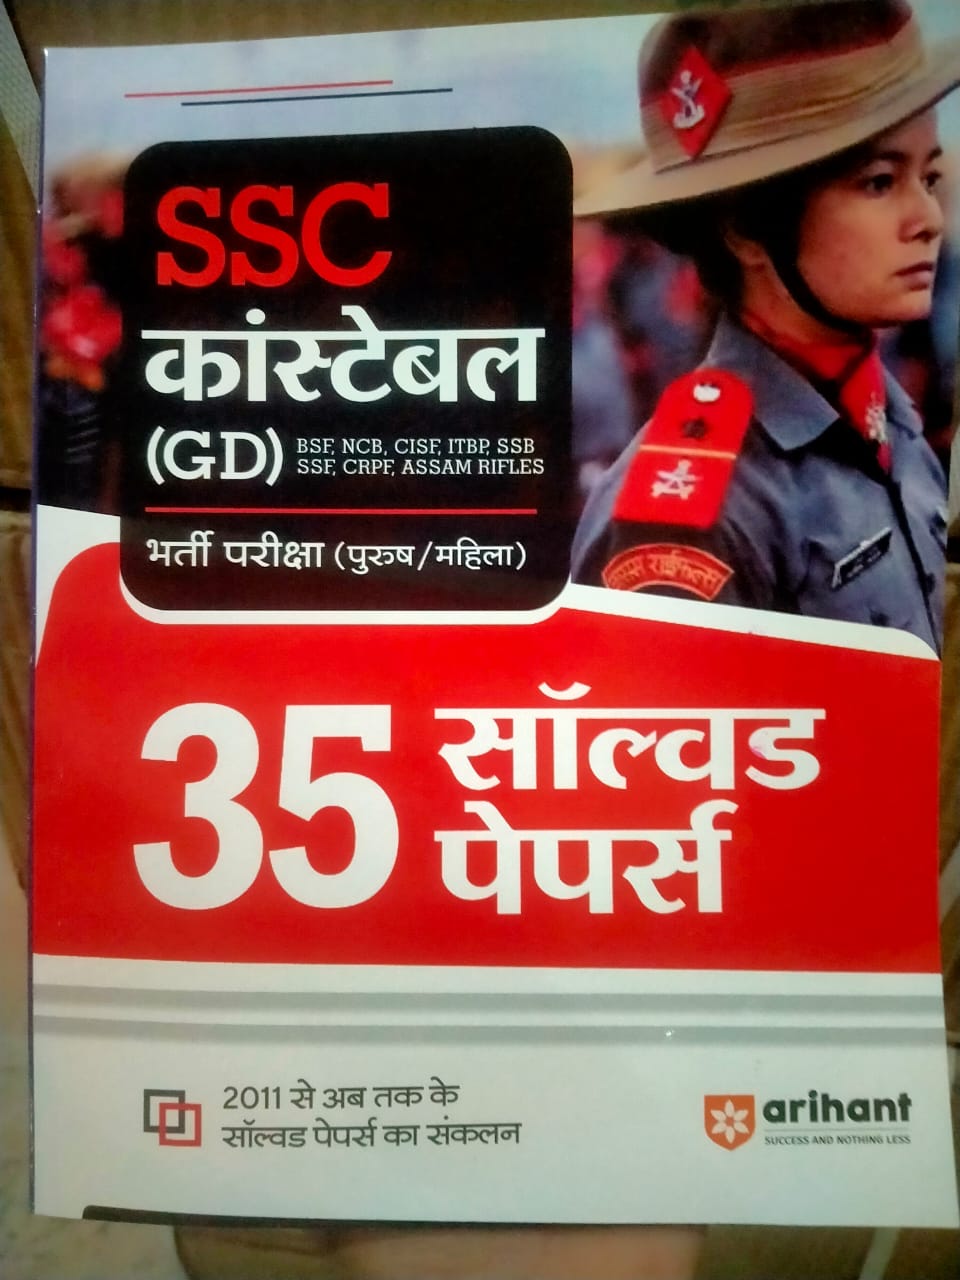 SSC
कांस्टेबल
(GD) BSF, NCB, CISF, ITBP, SSB
SSF, CRPF, ASSAM RIFLES
भर्ती परीक्षा (पुरुष/महिला)
35 सॉल्वड
पेपर्स
2011 से अब तक के
सॉल्वड पेपर्स का संकलन
arihant
SUCCESS AND NOTHING LESS